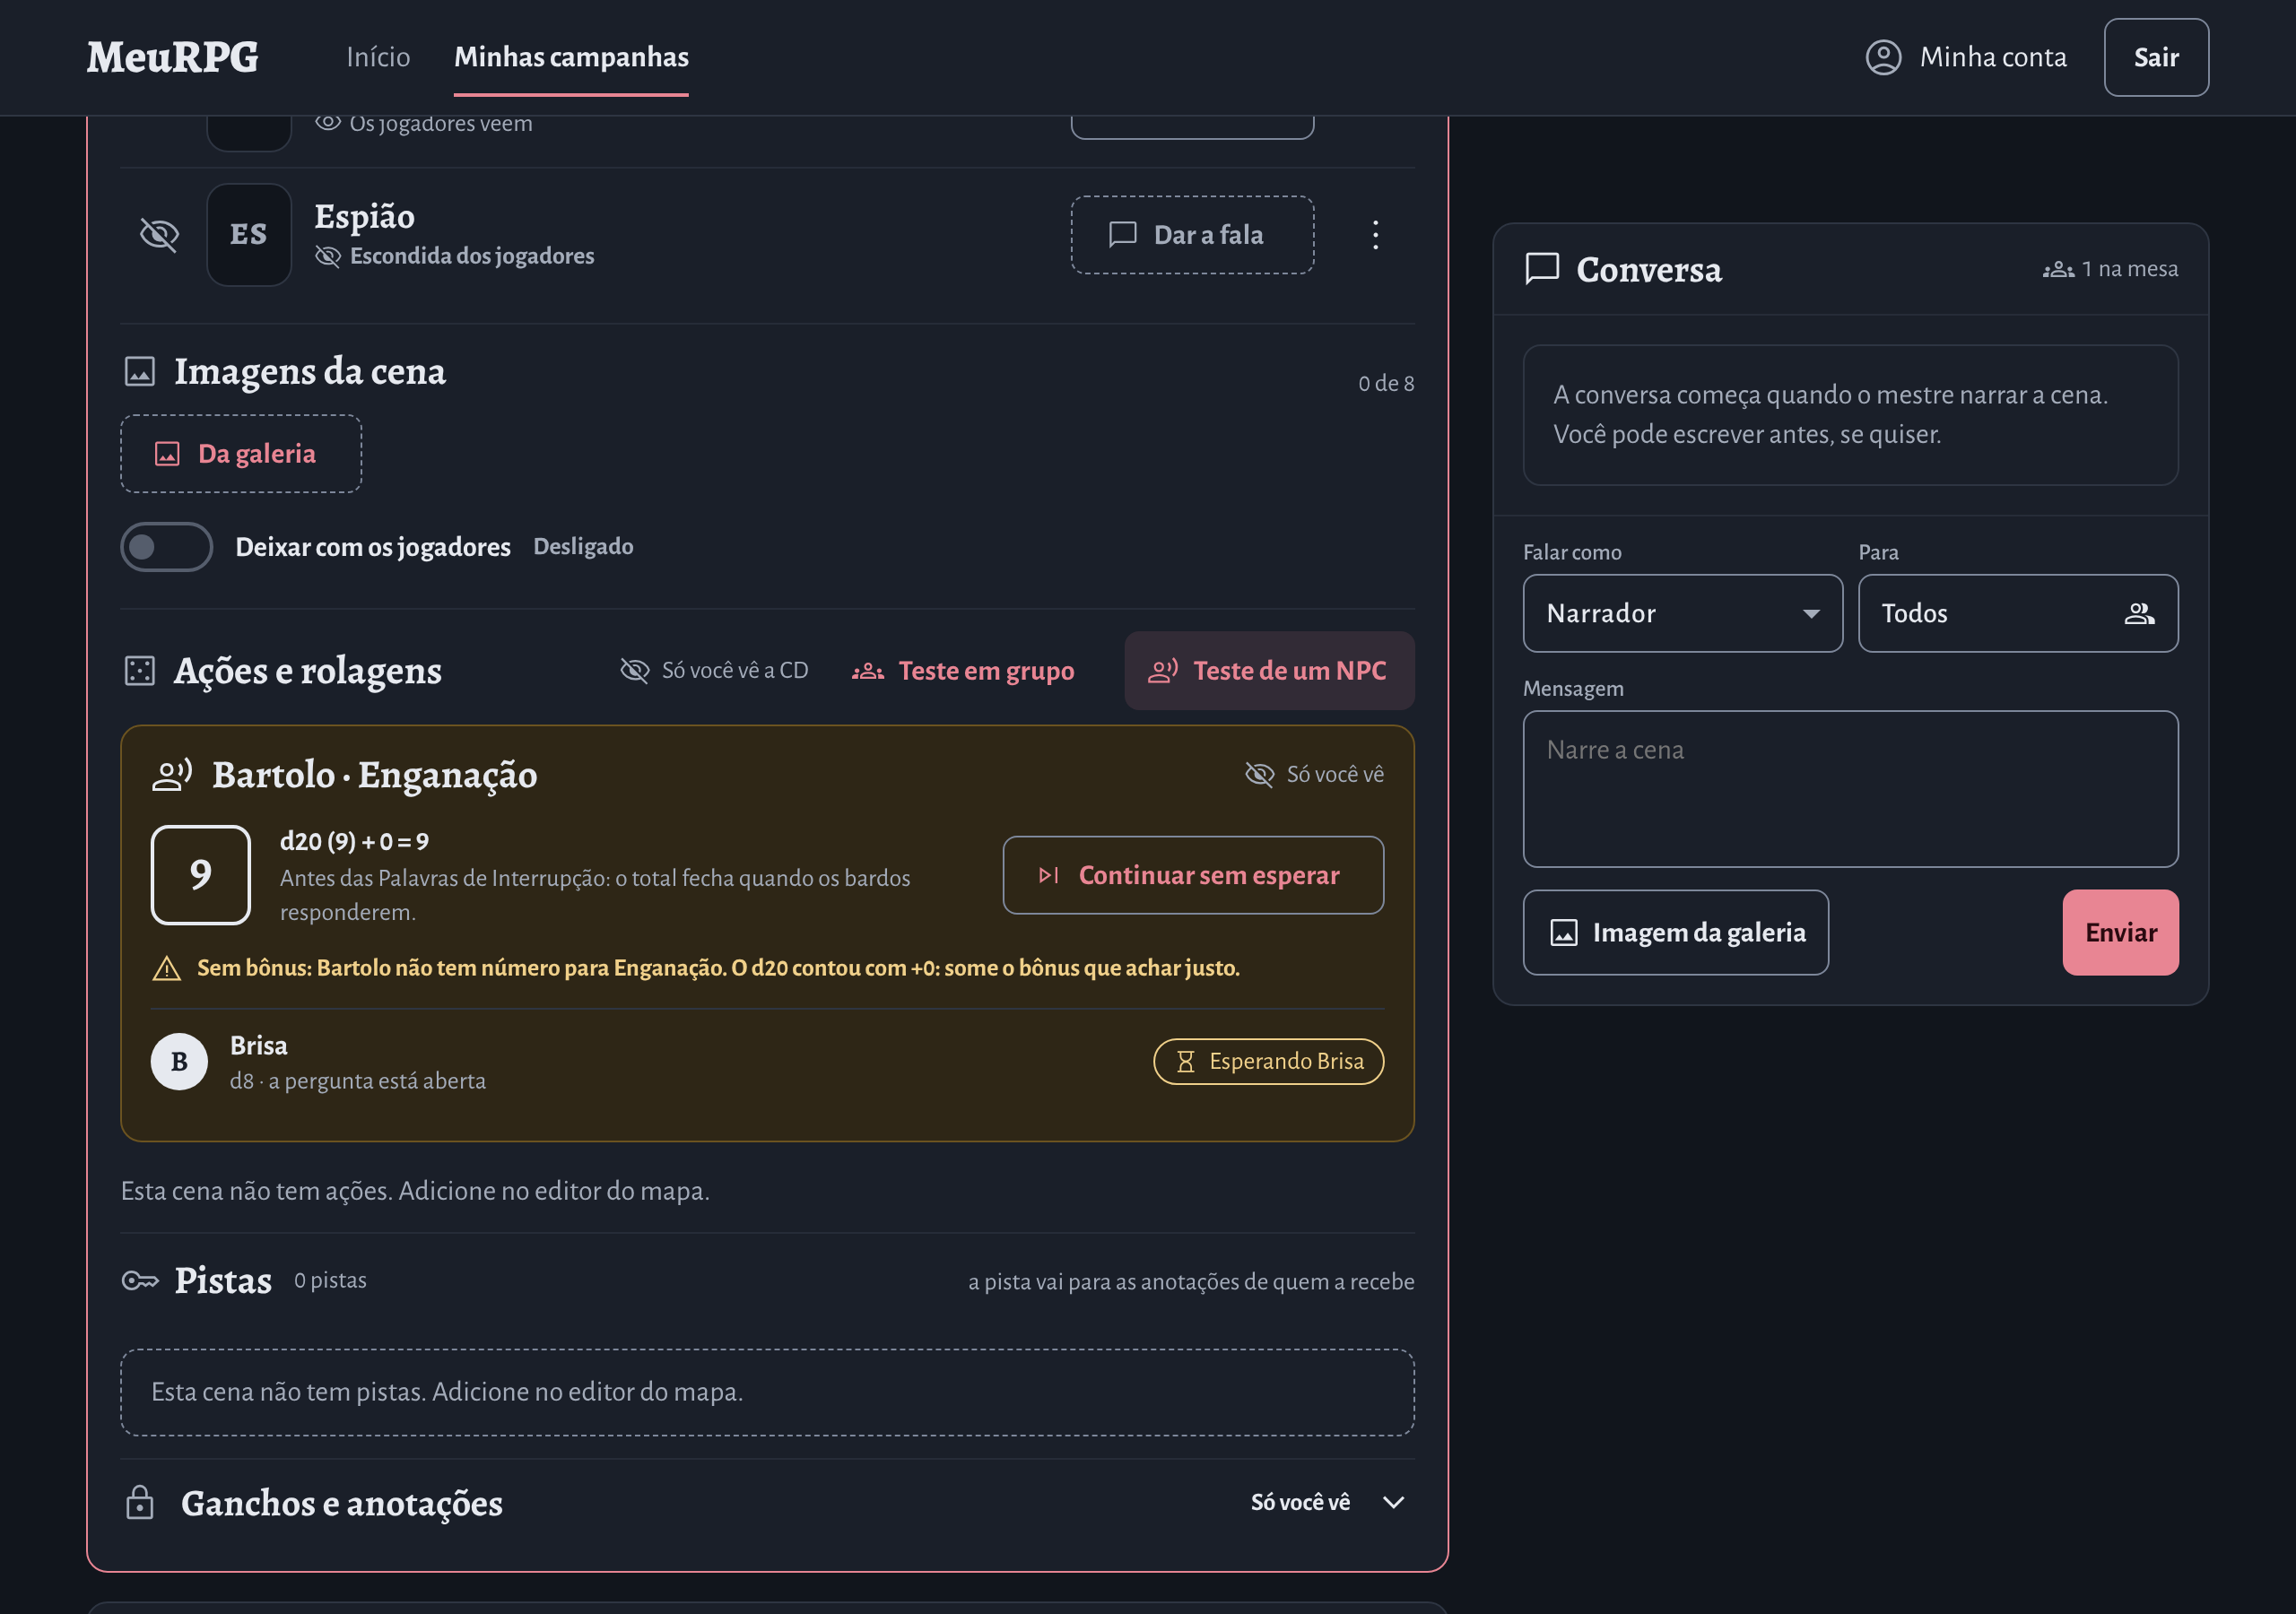 MeuRPG
Início
Minhas campanhas
Minha conta
Sair
Os jogadores veem
ES
Espião
Escondida dos jogadores
Dar a fala
Imagens da cena
0 de 8
Da galeria
Deixar com os jogadores
Desligado
Ações e rolagens
Só você vê a CD
Teste em grupo
Teste de um NPC
Bartolo · Enganação
Só você vê
9
d20 (9) + 0 = 9
Antes das Palavras de Interrupção: o total fecha quando os bardos
responderem.
Continuar sem esperar
Sem bônus: Bartolo não tem número para Enganação. O d20 contou com +0: some o bônus que achar justo.
B
Brisa
d8 · a pergunta está aberta
Esperando Brisa
Esta cena não tem ações. Adicione no editor do mapa.
Pistas
0 pistas
a pista vai para as anotações de quem a recebe
Esta cena não tem pistas. Adicione no editor do mapa.
Ganchos e anotações
Só você vê
Conversa
1 na mesa
A conversa começa quando o mestre narrar a cena.
Você pode escrever antes, se quiser.
Falar como
Para
Narrador
Todos
Mensagem
Narre a cena
Imagem da galeria
Enviar